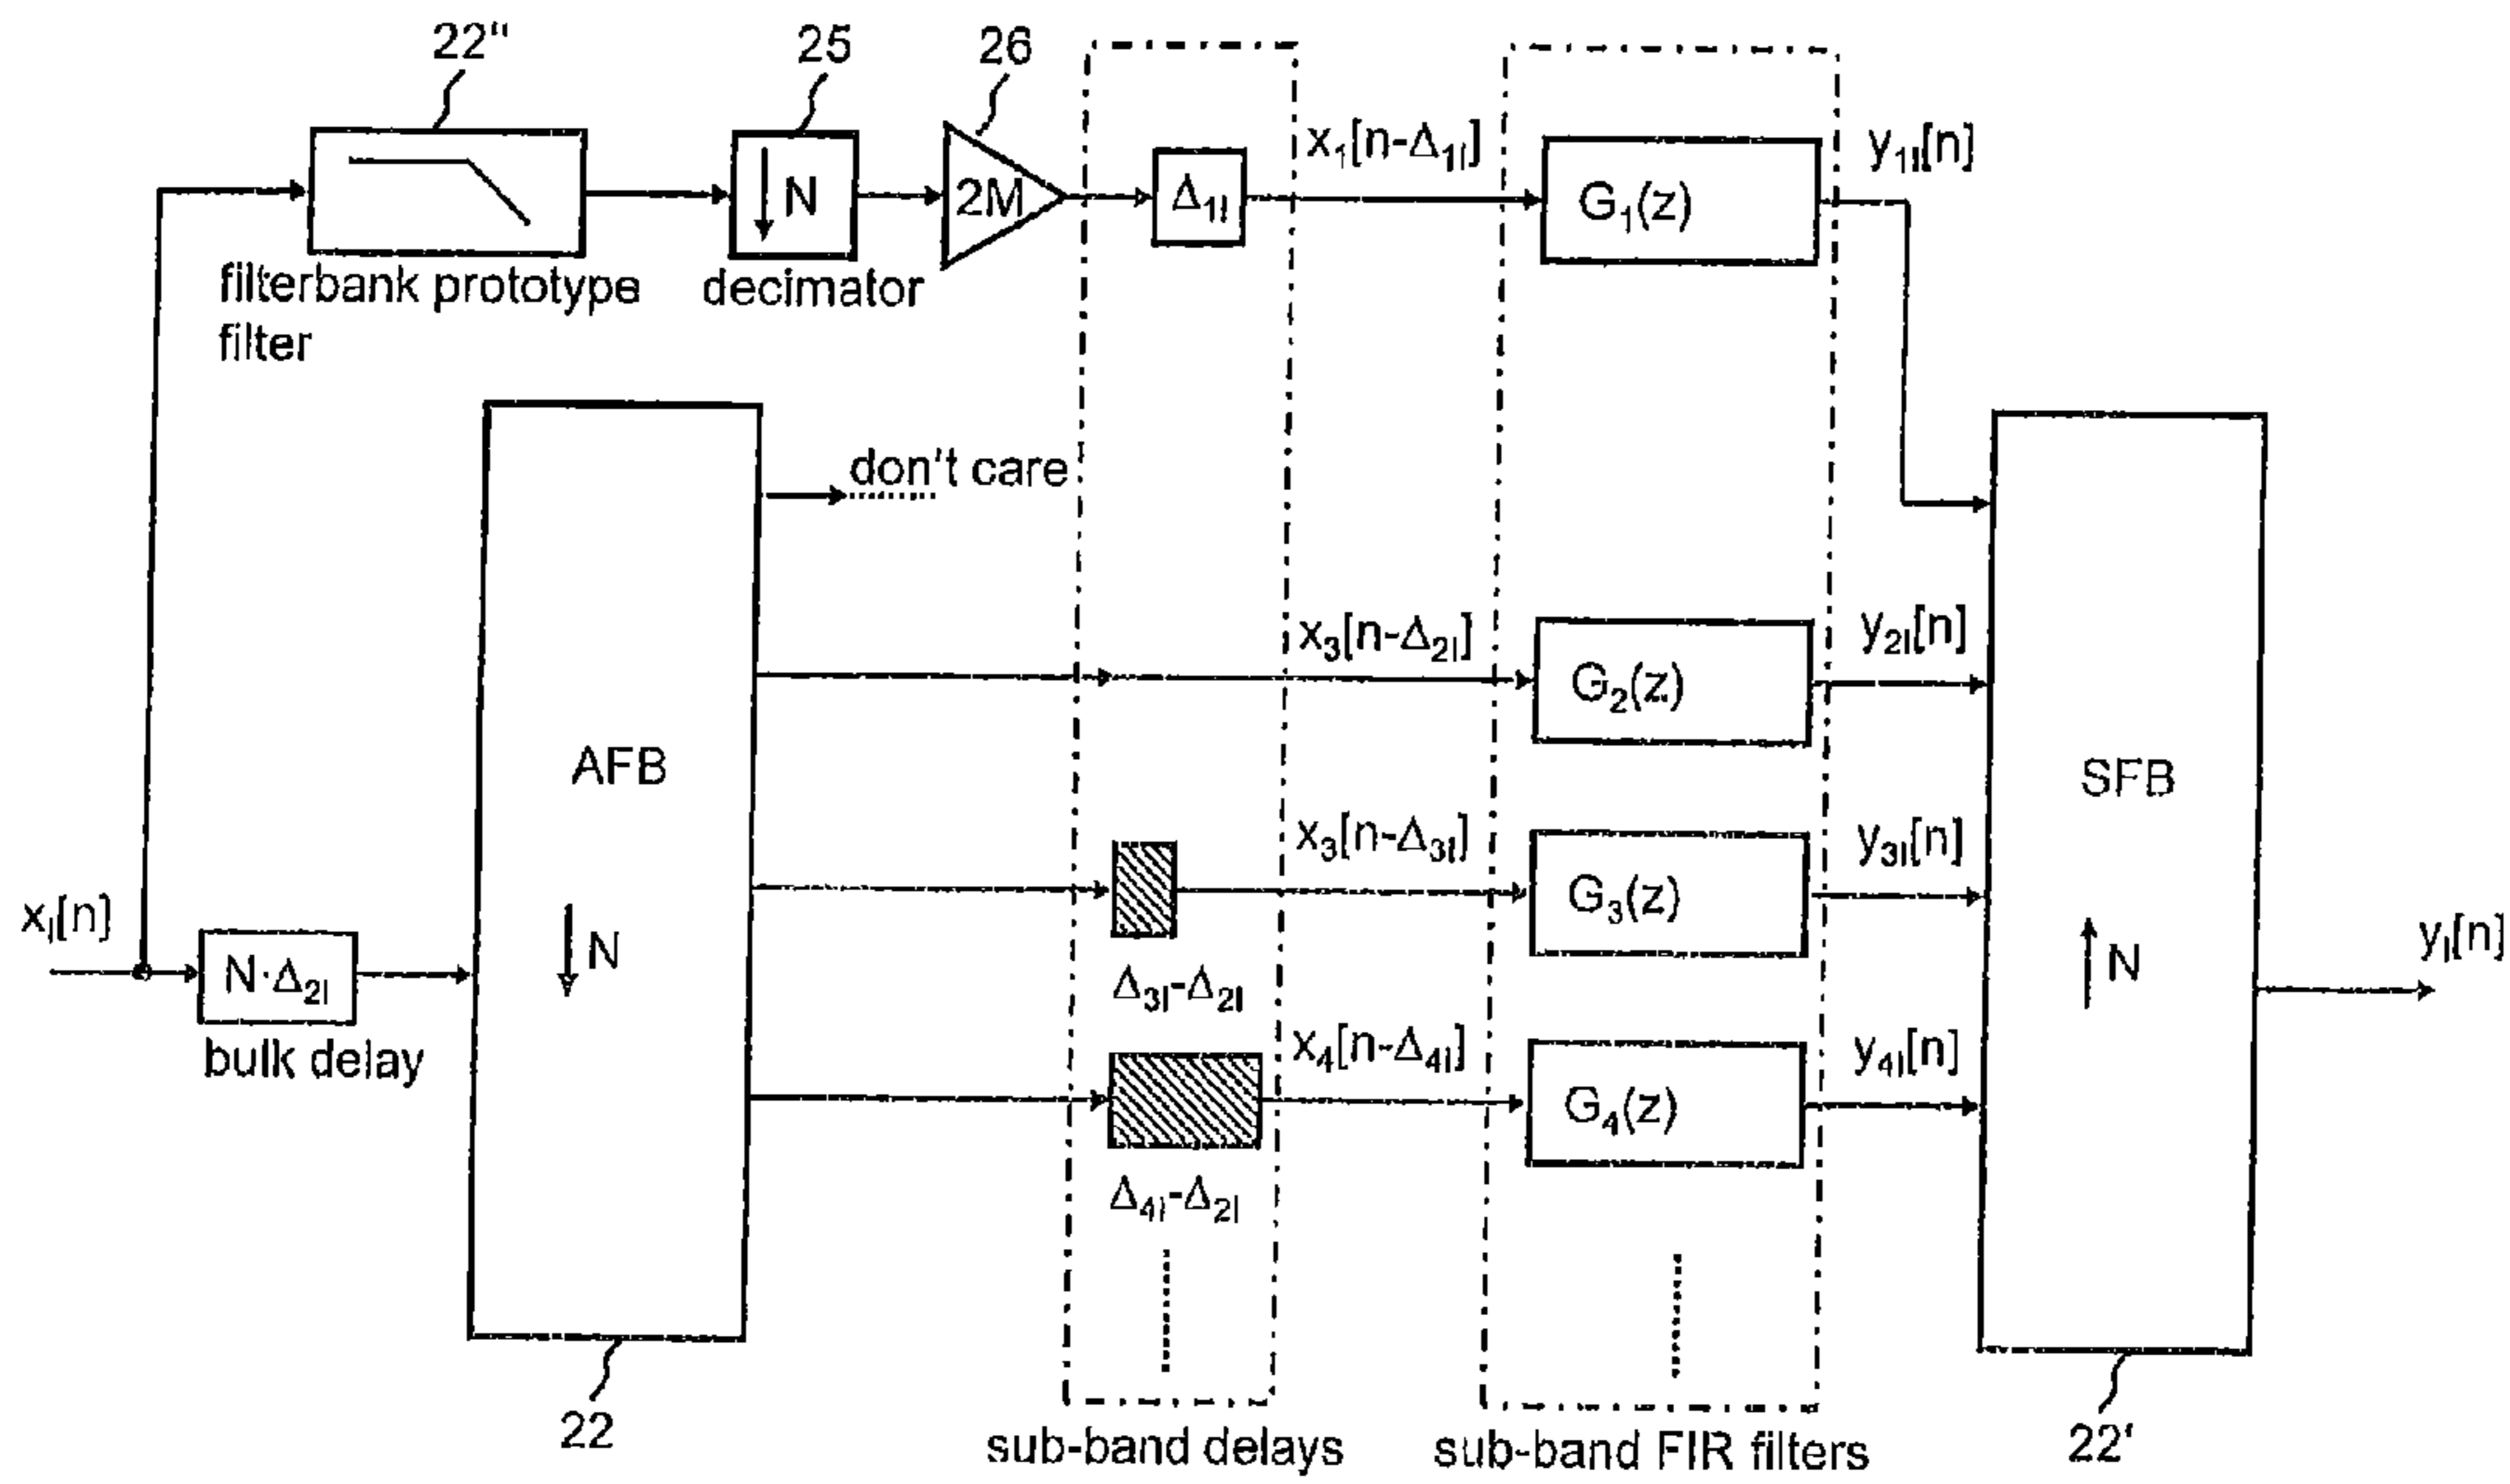 22"
25
26
N
2M
Δ₁ₗ
x₁[n-Δ₁ₗ]
G₁(z)
y₁ₗ[n]
filterbank prototype
filter
decimator
don't care
x₃[n-Δ₂ₗ]
G₂(z)
y₂ₗ[n]
AFB
SFB
x₃[n-Δ₃ₗ]
G₃(z)
y₃ₗ[n]
xₗ[n]
N·Δ₂ₗ
N
Δ₃ₗ-Δ₂ₗ
N
yₗ[n]
bulk delay
x₄[n-Δ₄ₗ]
G₄(z)
y₄ₗ[n]
Δ₄ₗ-Δ₂ₗ
22
sub-band delays
sub-band FIR filters
22'